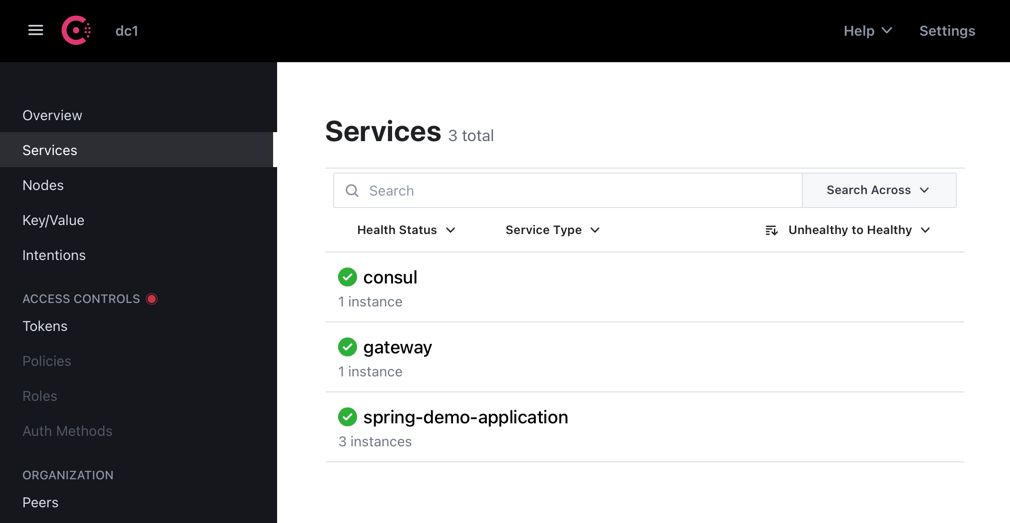 dc1
Help
Settings
Overview
Services
Nodes
Key/Value
Intentions
ACCESS CONTROLS
Tokens
Policies
Roles
Auth Methods
ORGANIZATION
Peers
Services 3 total
Search
Search Across
Health Status
Service Type
Unhealthy to Healthy
consul
1 instance
gateway
1 instance
spring-demo-application
3 instances